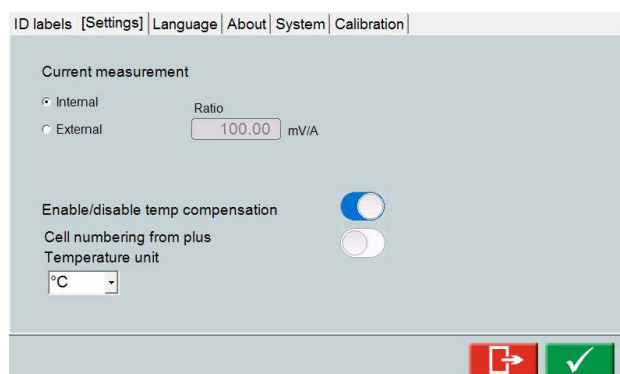 ID labels [Settings] Language About System Calibration
Current measurement
Internal
Ratio
External 100.00 mV/A
Enable/disable temp compensation
Cell numbering from plus
Temperature unit
°C